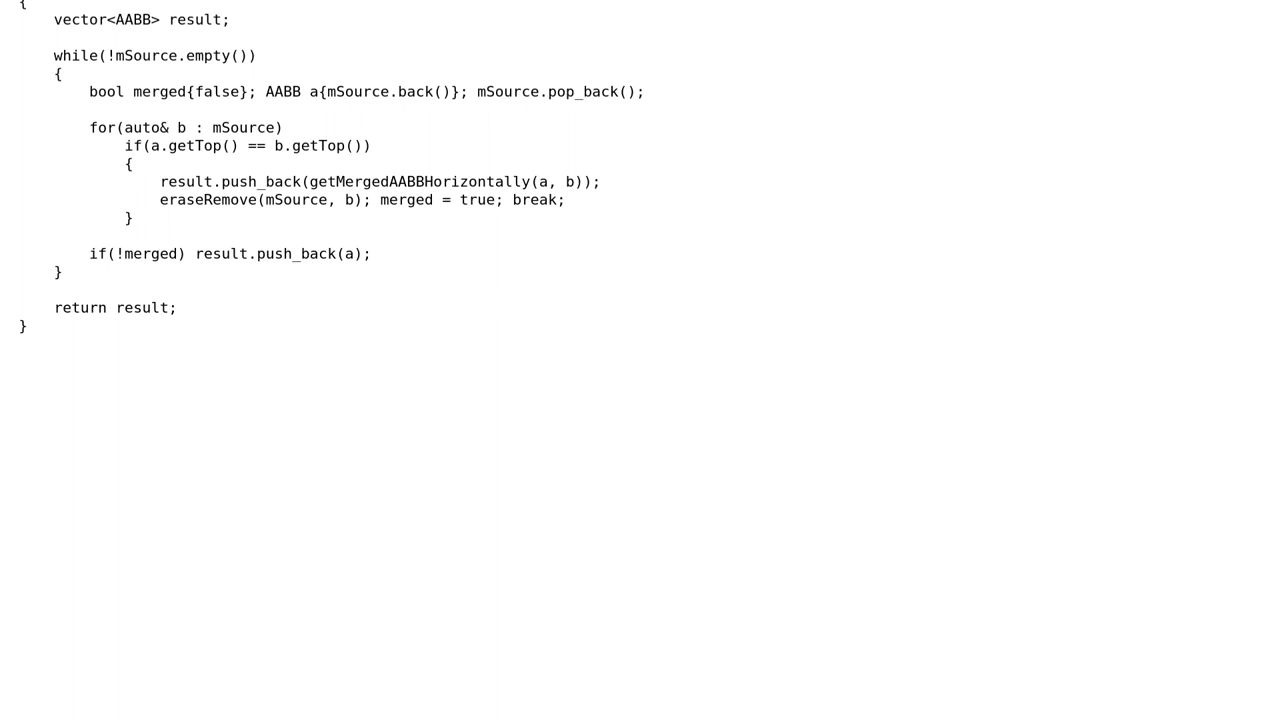 {
    vector<AABB> result;

    while(!mSource.empty())
    {
        bool merged{false}; AABB a{mSource.back()}; mSource.pop_back();

        for(auto& b : mSource)
            if(a.getTop() == b.getTop())
            {
                result.push_back(getMergedAABBHorizontally(a, b));
                eraseRemove(mSource, b); merged = true; break;
            }

        if(!merged) result.push_back(a);
    }

    return result;
}